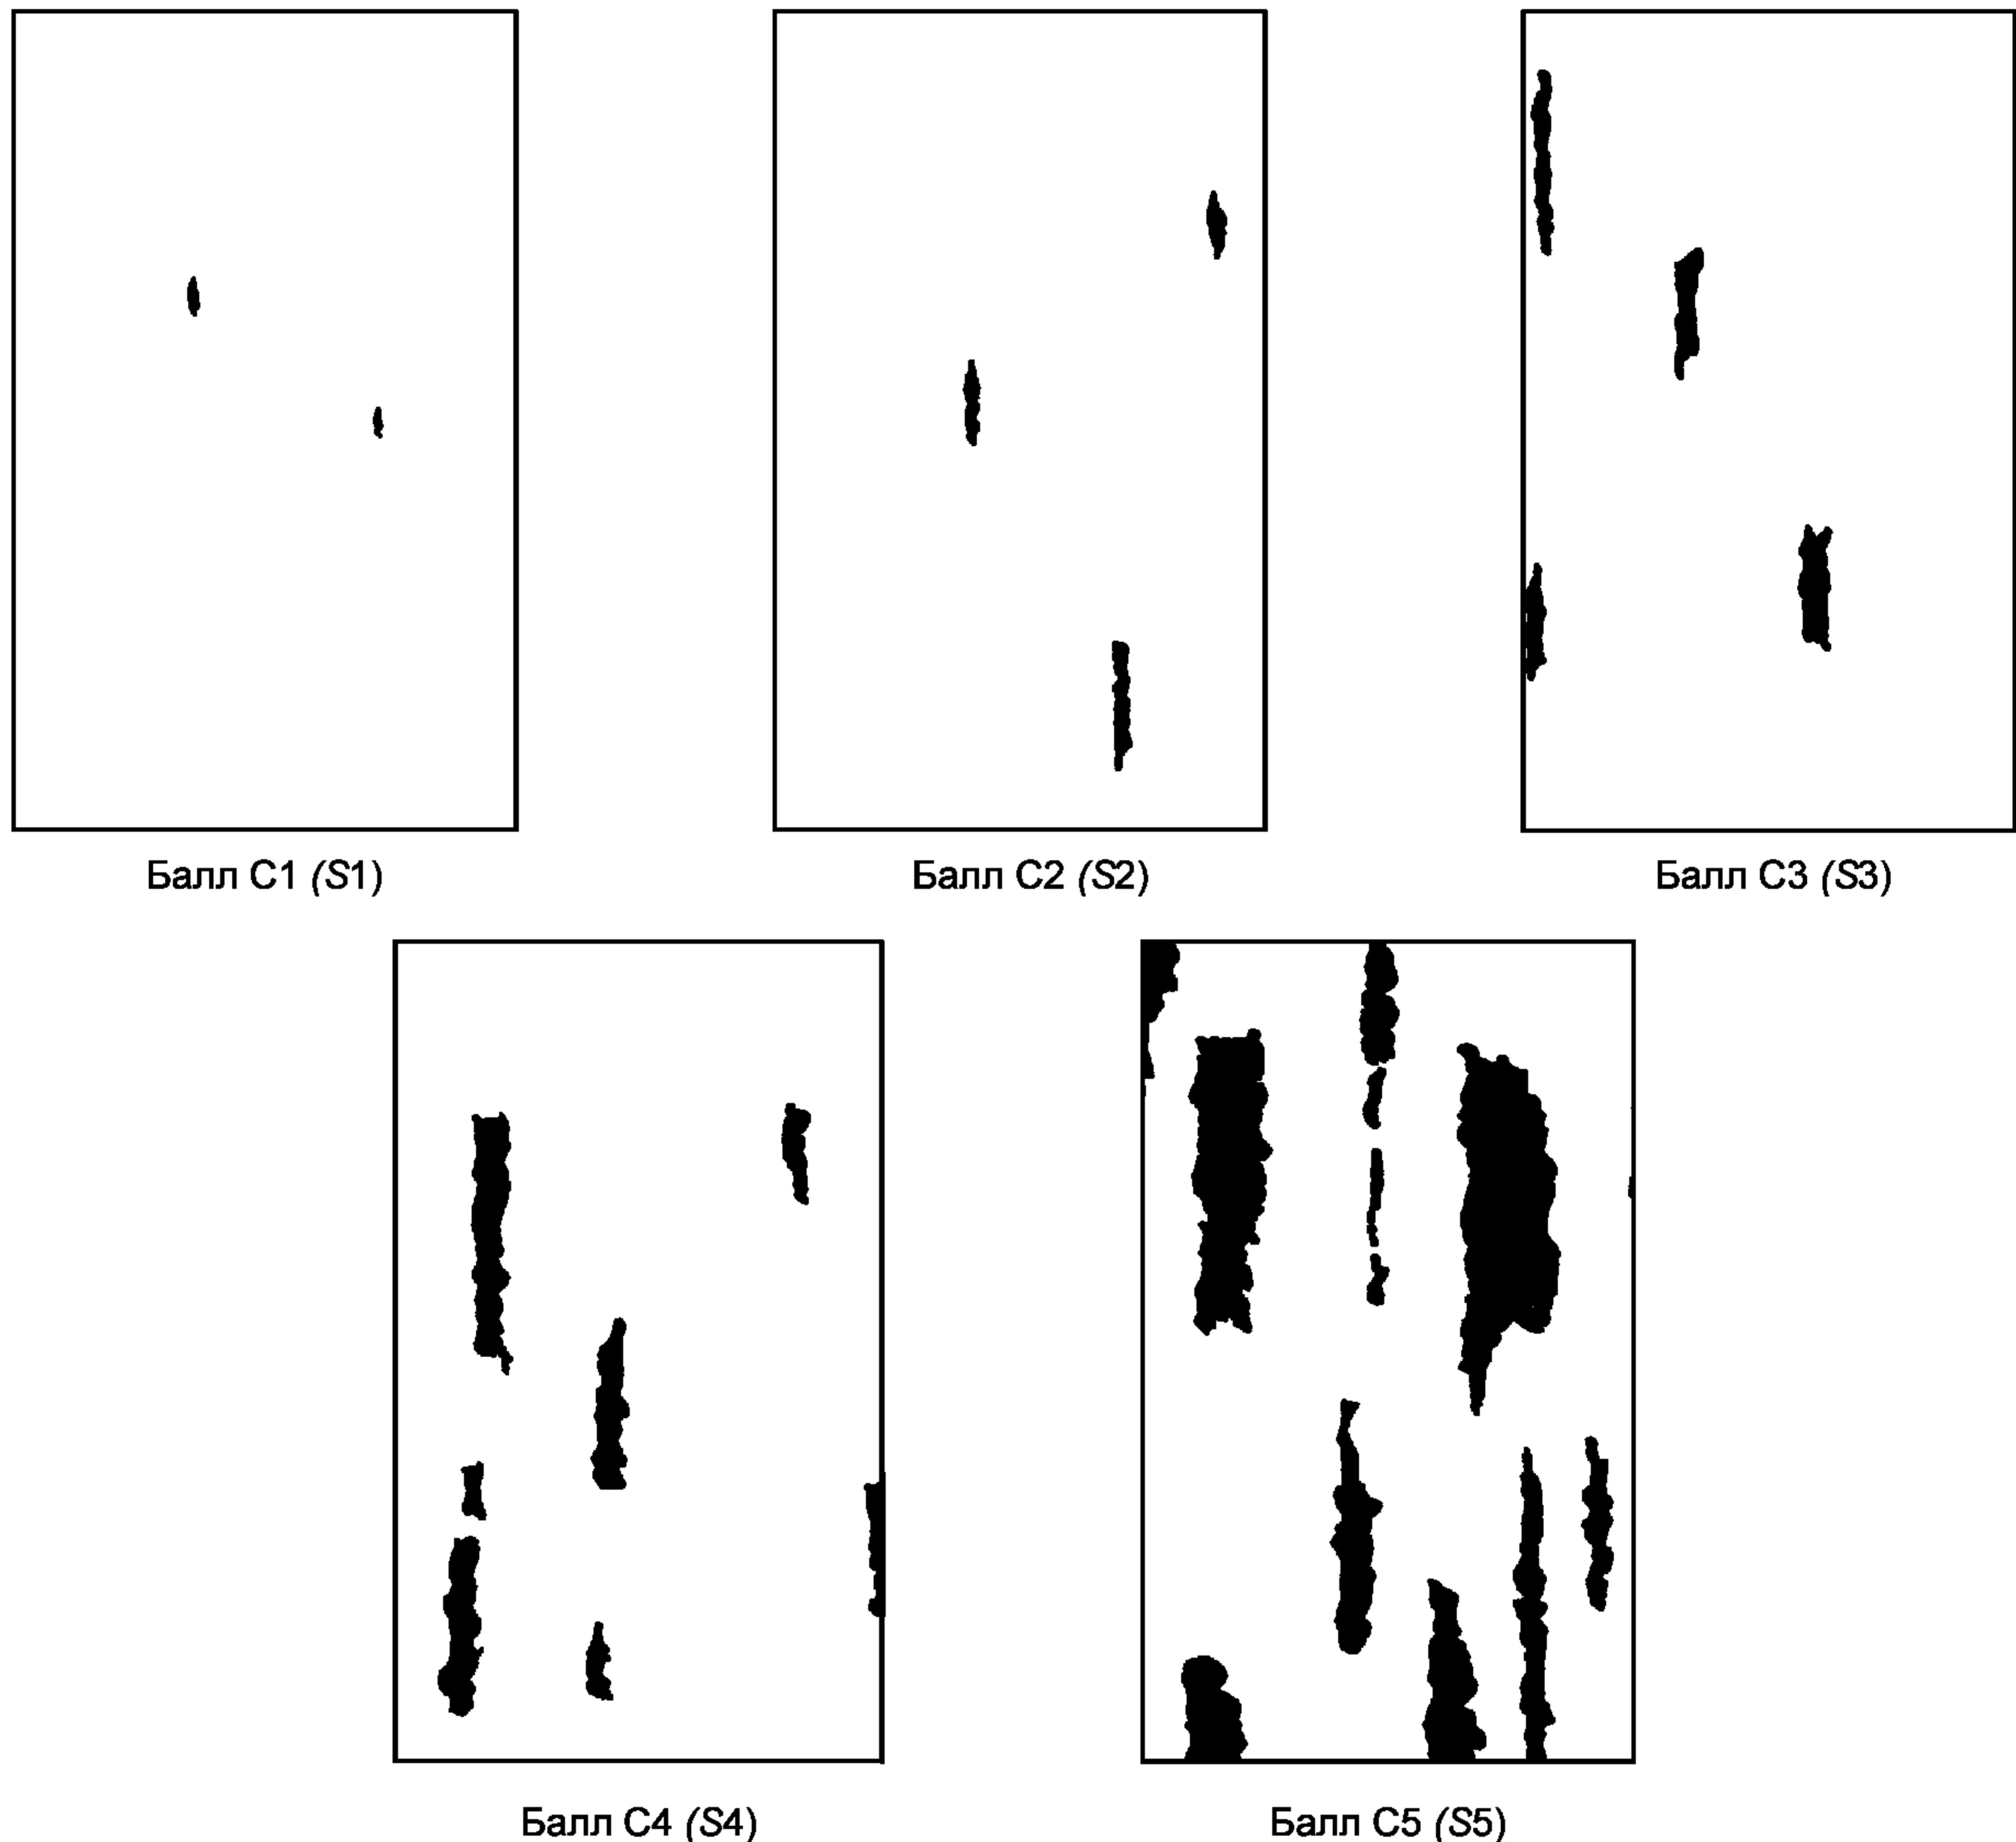 Балл С1 (S1)
Балл С2 (S2)
Балл С3 (S3)
Балл С4 (S4)
Балл С5 (S5)